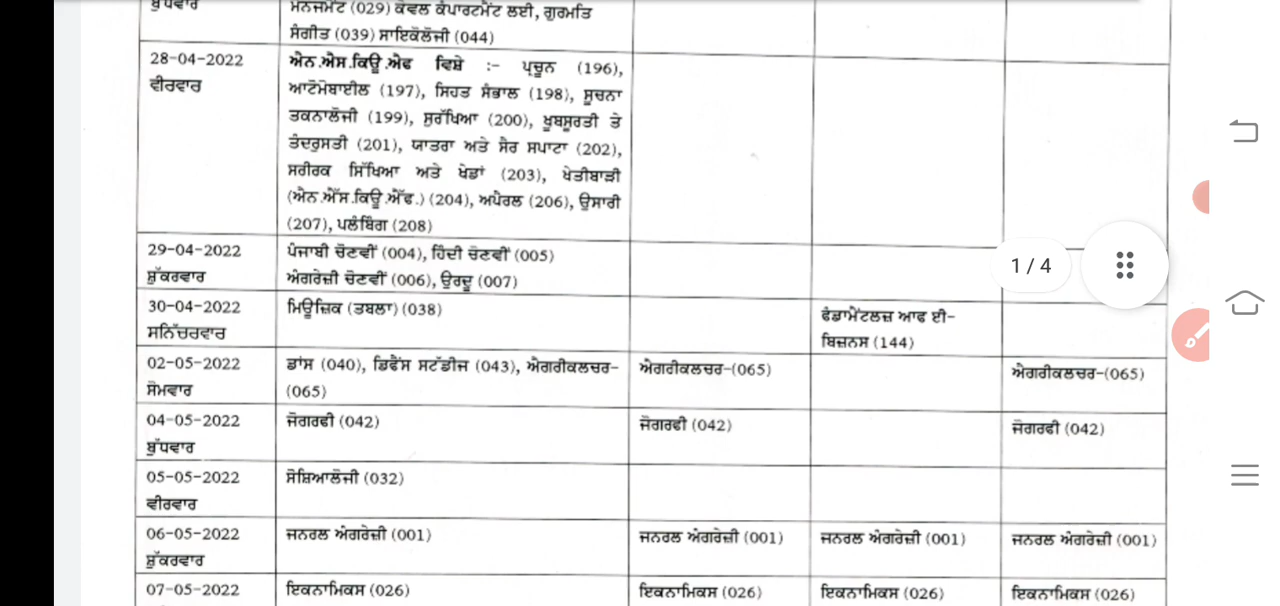 ਬੁੱਧਵਾਰ
ਮੈਨੇਜਮੈਂਟ (029) ਕੇਵਲ ਕੰਪਾਰਟਮੈਂਟ ਲਈ, ਗੁਰਮਤਿ
ਸੰਗੀਤ (039) ਸਾਇਕੋਲੋਜੀ (044)
28-04-2022
ਵੀਰਵਾਰ
ਐਨ.ਐਸ.ਕਿਊ.ਐਫ ਵਿਸ਼ੇ :- ਪ੍ਰਚੂਨ (196),
ਆਟੋਮੋਬਾਈਲ (197), ਸਿਹਤ ਸੰਭਾਲ (198), ਸੂਚਨਾ
ਤਕਨਾਲੋਜੀ (199), ਸੁਰੱਖਿਆ (200), ਖੂਬਸੂਰਤੀ ਤੇ
ਤੰਦਰੁਸਤੀ (201), ਯਾਤਰਾ ਅਤੇ ਸੈਰ ਸਪਾਟਾ (202),
ਸਰੀਰਕ ਸਿੱਖਿਆ ਅਤੇ ਖੇਡਾਂ (203), ਖੇਤੀਬਾੜੀ
(ਐਨ.ਐੱਸ.ਕਿਊ.ਐੱਫ.) (204), ਅਪੈਰਲ (206), ਉਸਾਰੀ
(207), ਪਲੰਬਿੰਗ (208)
29-04-2022
ਸ਼ੁੱਕਰਵਾਰ
ਪੰਜਾਬੀ ਚੋਣਵੀਂ (004), ਹਿੰਦੀ ਚੋਣਵੀਂ (005)
ਅੰਗਰੇਜ਼ੀ ਚੋਣਵੀਂ (006), ਉਰਦੂ (007)
1 / 4
30-04-2022
ਸਨਿੱਚਰਵਾਰ
ਮਿਊਜ਼ਿਕ (ਤਬਲਾ) (038)
ਫੰਡਾਮੈਂਟਲਜ਼ ਆਫ ਈ-
ਬਿਜ਼ਨਸ (144)
02-05-2022
ਸੋਮਵਾਰ
ਡਾਂਸ (040), ਡਿਫੈਂਸ ਸਟੱਡੀਜ (043), ਐਗਰੀਕਲਚਰ-
(065)
ਐਗਰੀਕਲਚਰ-(065)
ਐਗਰੀਕਲਚਰ-(065)
04-05-2022
ਬੁੱਧਵਾਰ
ਜੋਗਰਫੀ (042)
ਜੋਗਰਫੀ (042)
ਜੋਗਰਫੀ (042)
05-05-2022
ਵੀਰਵਾਰ
ਸੋਸ਼ਿਆਲੋਜੀ (032)
06-05-2022
ਸ਼ੁੱਕਰਵਾਰ
ਜਨਰਲ ਅੰਗਰੇਜ਼ੀ (001)
ਜਨਰਲ ਅੰਗਰੇਜ਼ੀ (001)
ਜਨਰਲ ਅੰਗਰੇਜ਼ੀ (001)
ਜਨਰਲ ਅੰਗਰੇਜ਼ੀ (001)
07-05-2022
ਇਕਨਾਮਿਕਸ (026)
ਇਕਨਾਮਿਕਸ (026)
ਇਕਨਾਮਿਕਸ (026)
ਇਕਨਾਮਿਕਸ (026)